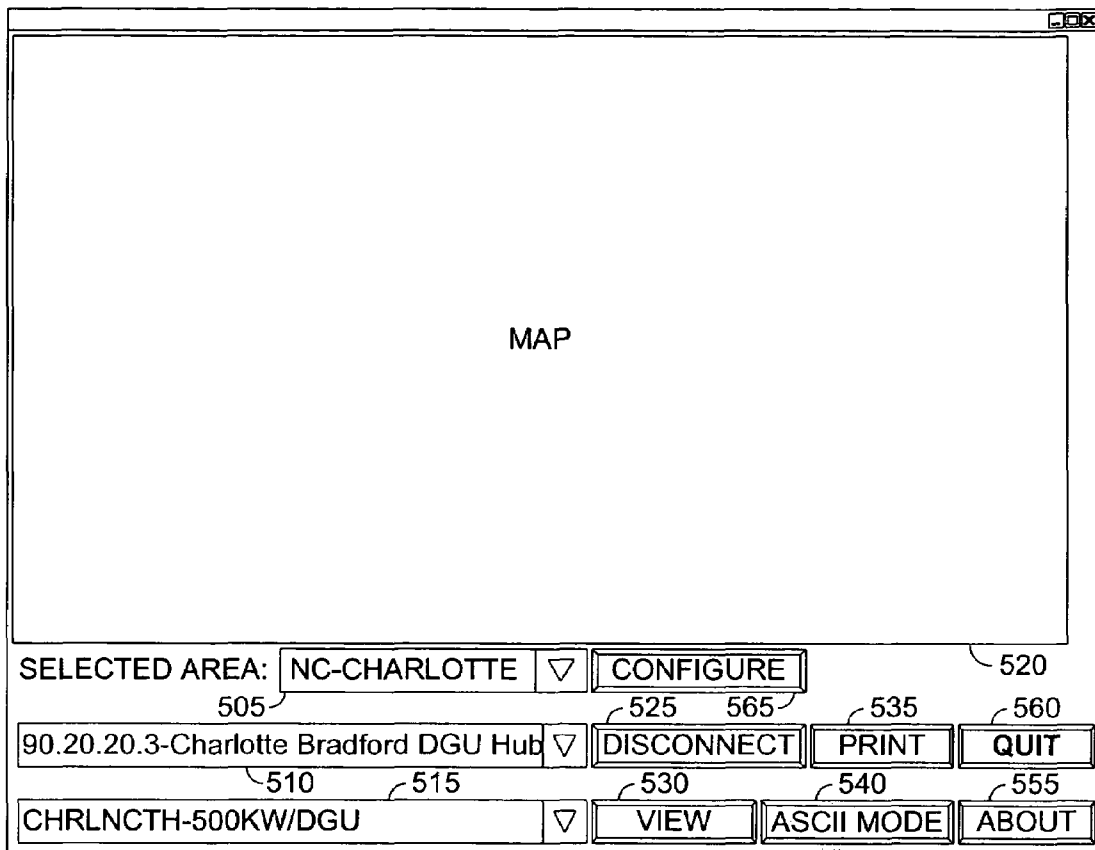 MAP
SELECTED AREA: NC-CHARLOTTE CONFIGURE 520
505 525 565 535 560
90.20.20.3-Charlotte Bradford DGU Hub DISCONNECT PRINT QUIT
510 515 530 540 555
CHRLNCTH-500KW/DGU VIEW ASCII MODE ABOUT